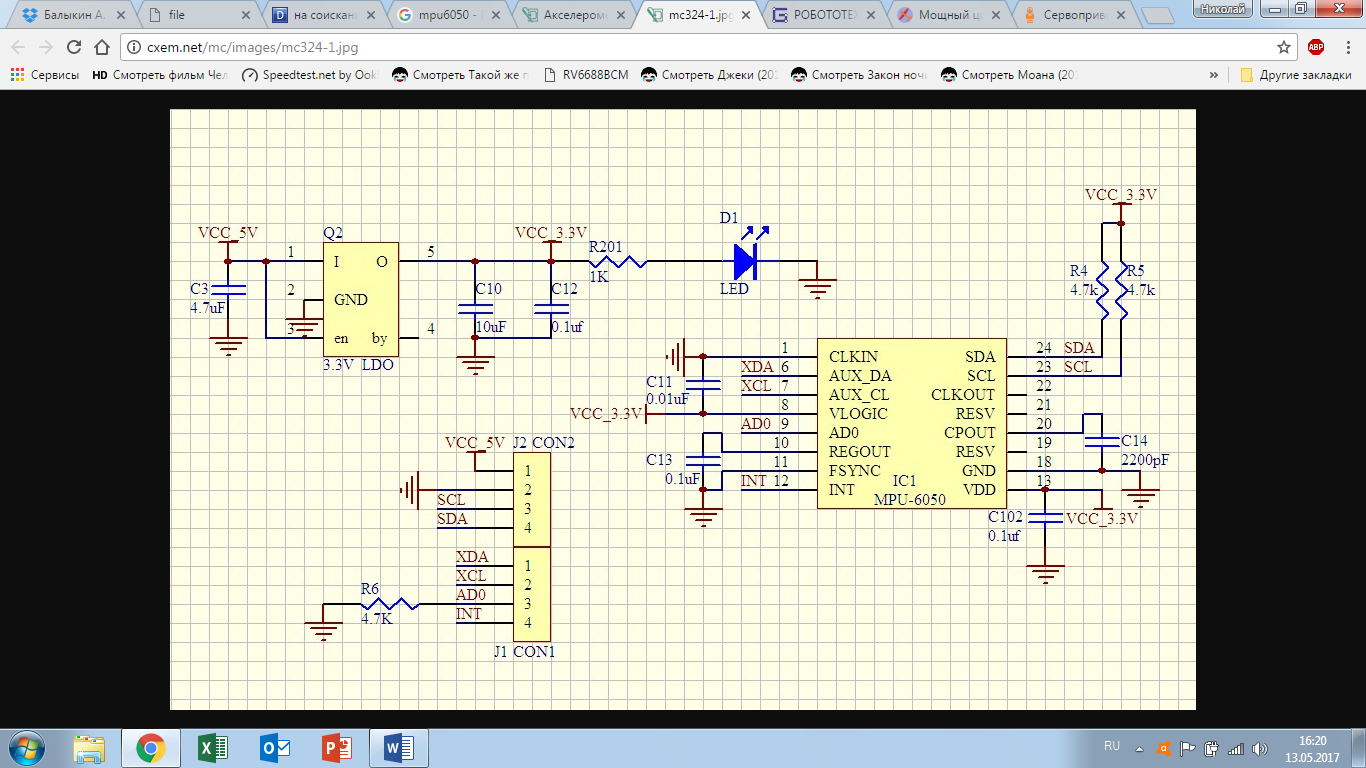 Балыкин А.
file
на соискан
mpu6050 -
Акселером
mc324-1.jpg
РОБОТОТЕХ
Мощный ш
Сервоприв
Николай
cxem.net/mc/images/mc324-1.jpg
ABP
Сервисы
HD Смотреть фильм Чел
Speedtest.net by Ook
Смотреть Такой же п
RV6688BCM
Смотреть Джеки (20
Смотреть Закон ноч
Смотреть Моана (20
» Другие закладки
VCC_3.3V
D1
VCC_5V
Q2
VCC_3.3V
1
I
O
5
R201
1K
LED
R4
4.7k
R5
4.7k
C3
4.7uF
2
GND
C10
10uF
C12
0.1uf
3
en
by
4
3.3V LDO
1
CLKIN
SDA
24
SDA
XDA
6
AUX_DA
SCL
23
SCL
C11
0.01uF
XCL
7
AUX_CL
CLKOUT
22
VCC_3.3V
8
VLOGIC
RESV
21
AD0
9
AD0
CPOUT
20
C14
2200pF
10
REGOUT
RESV
19
C13
0.1uF
11
FSYNC
GND
18
INT
12
INT
VDD
13
IC1
MPU-6050
C102
0.1uf
VCC_3.3V
VCC_5V
J2 CON2
1
2
SCL
3
SDA
4
XDA
1
XCL
2
R6
4.7K
AD0
3
INT
4
J1 CON1
RU
16:20
13.05.2017